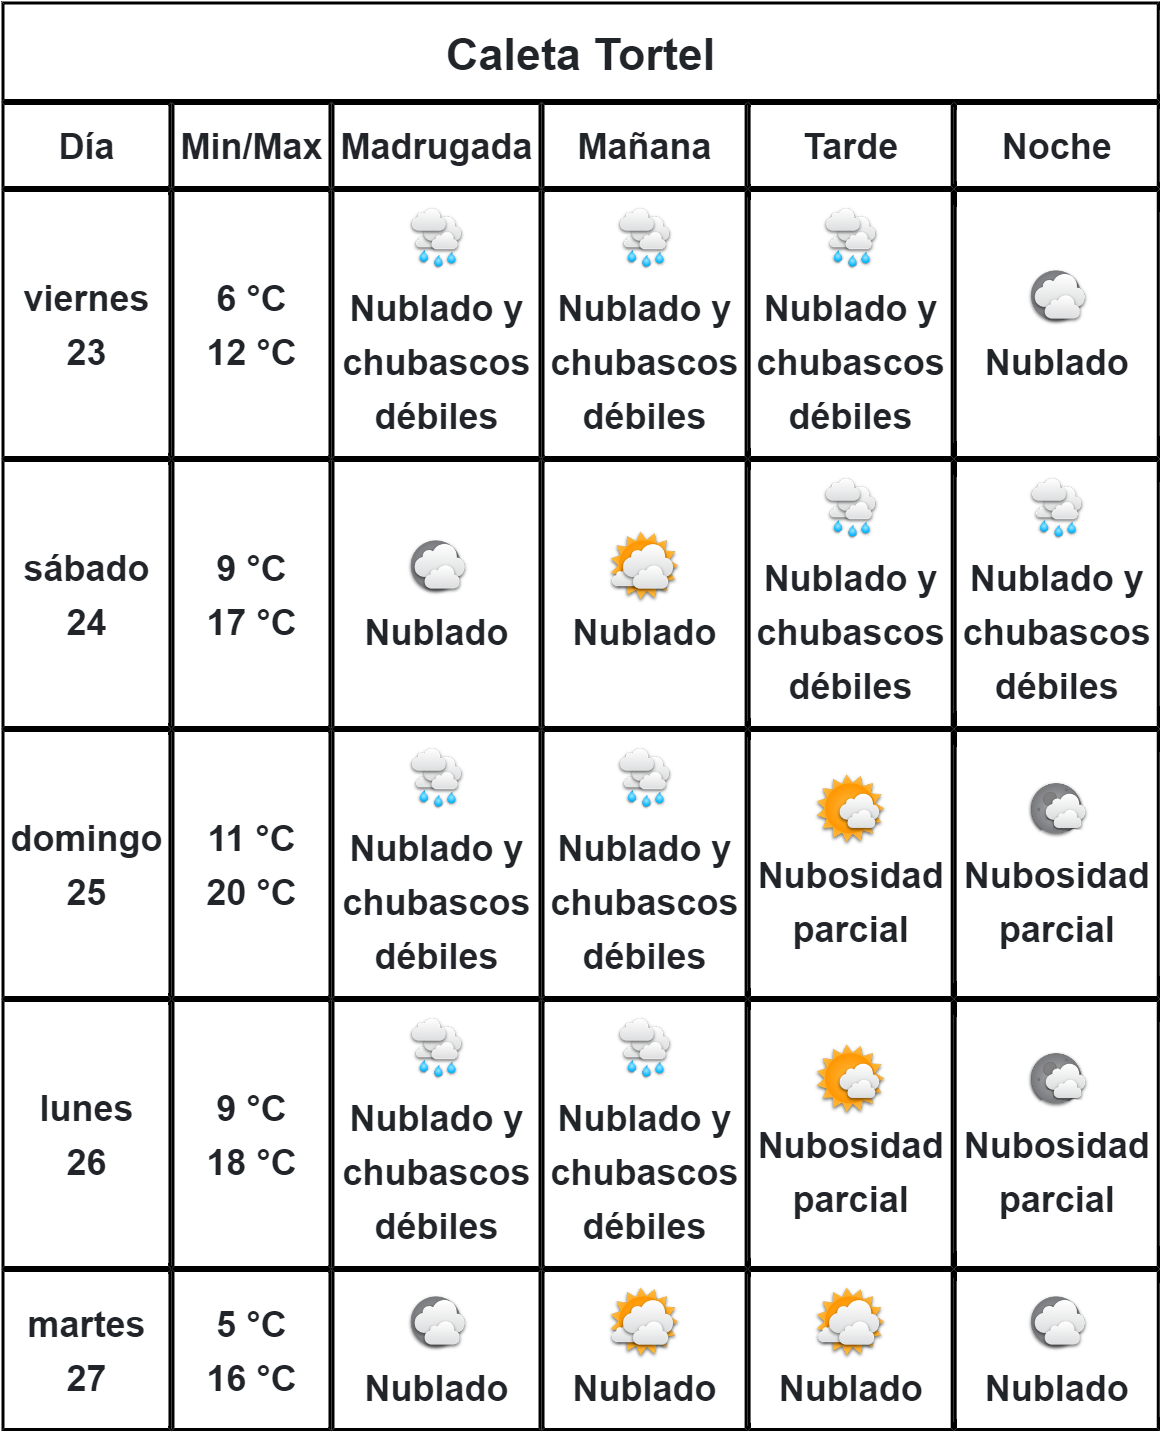 Caleta Tortel
Día Min/Max Madrugada Mañana Tarde Noche
viernes
23
6 °C
12 °C
Nublado y
chubascos
débiles
Nublado y
chubascos
débiles
Nublado y
chubascos
débiles
Nublado
sábado
24
9 °C
17 °C
Nublado
Nublado
Nublado y
chubascos
débiles
Nublado y
chubascos
débiles
domingo
25
11 °C
20 °C
Nublado y
chubascos
débiles
Nublado y
chubascos
débiles
Nubosidad
parcial
Nubosidad
parcial
lunes
26
9 °C
18 °C
Nublado y
chubascos
débiles
Nublado y
chubascos
débiles
Nubosidad
parcial
Nubosidad
parcial
martes
27
5 °C
16 °C
Nublado
Nublado
Nublado
Nublado